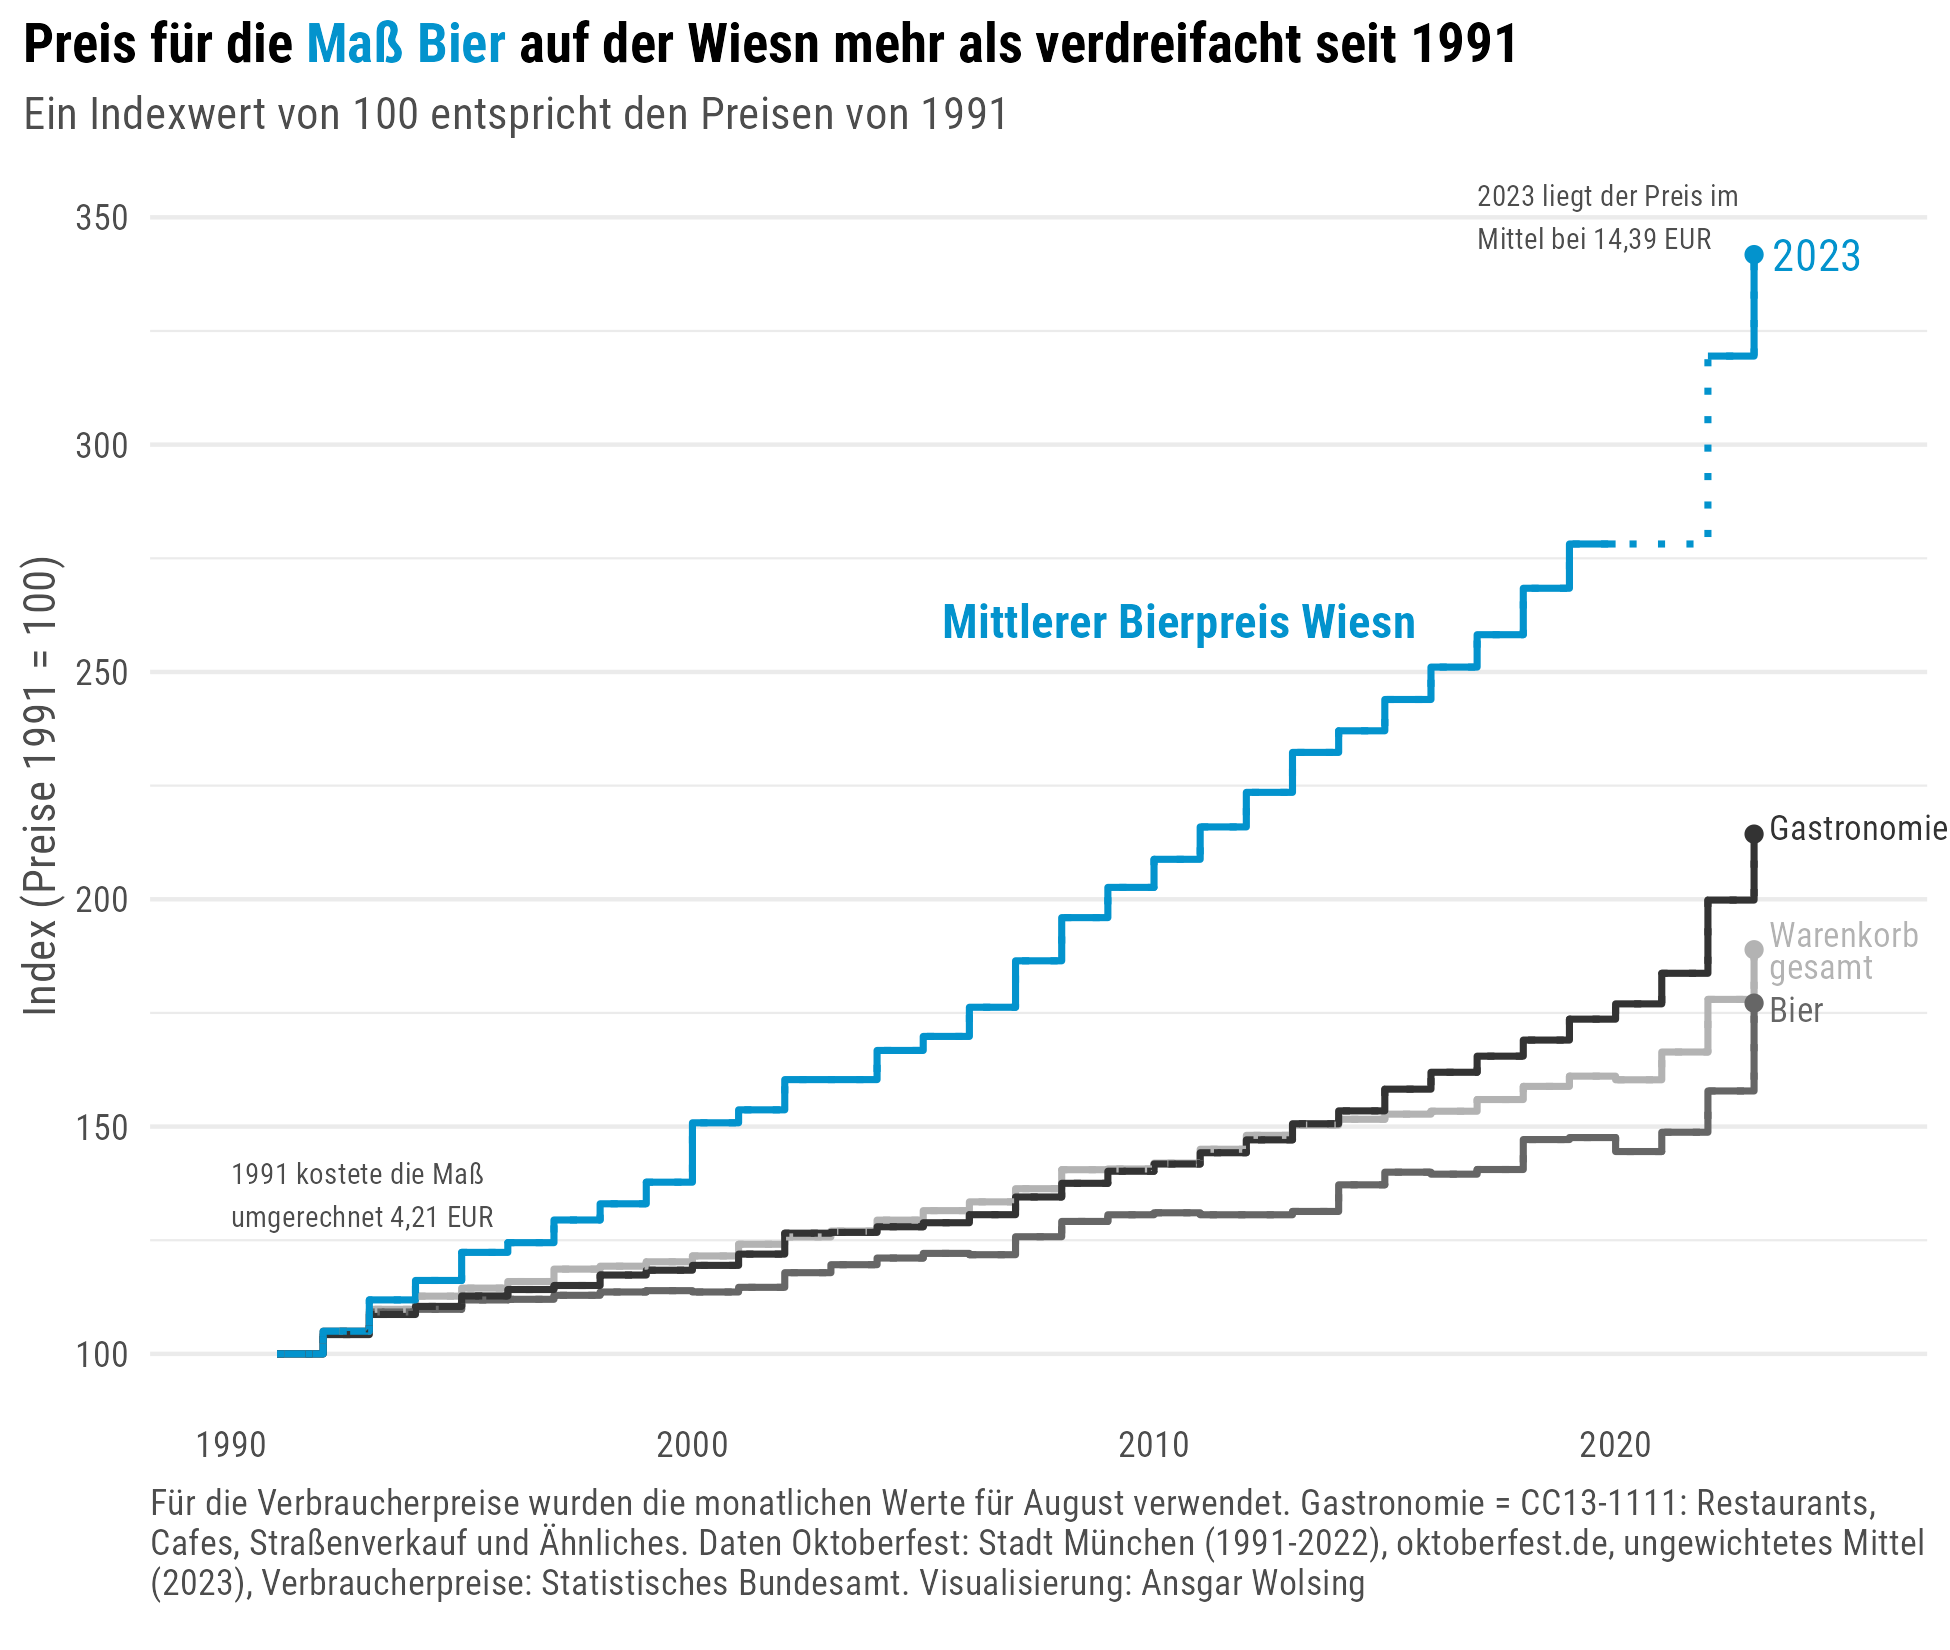 Preis für die Maß Bier auf der Wiesn mehr als verdreifacht seit 1991
Ein Indexwert von 100 entspricht den Preisen von 1991
2023 liegt der Preis im
Mittel bei 14,39 EUR
2023
350
300
250
200
150
100
Index (Preise 1991 = 100)
Mittlerer Bierpreis Wiesn
Gastronomie
Warenkorb
gesamt
Bier
1991 kostete die Maß
umgerechnet 4,21 EUR
1990
2000
2010
2020
Für die Verbraucherpreise wurden die monatlichen Werte für August verwendet. Gastronomie = CC13-1111: Restaurants,
Cafes, Straßenverkauf und Ähnliches. Daten Oktoberfest: Stadt München (1991-2022), oktoberfest.de, ungewichtetes Mittel
(2023), Verbraucherpreise: Statistisches Bundesamt. Visualisierung: Ansgar Wolsing